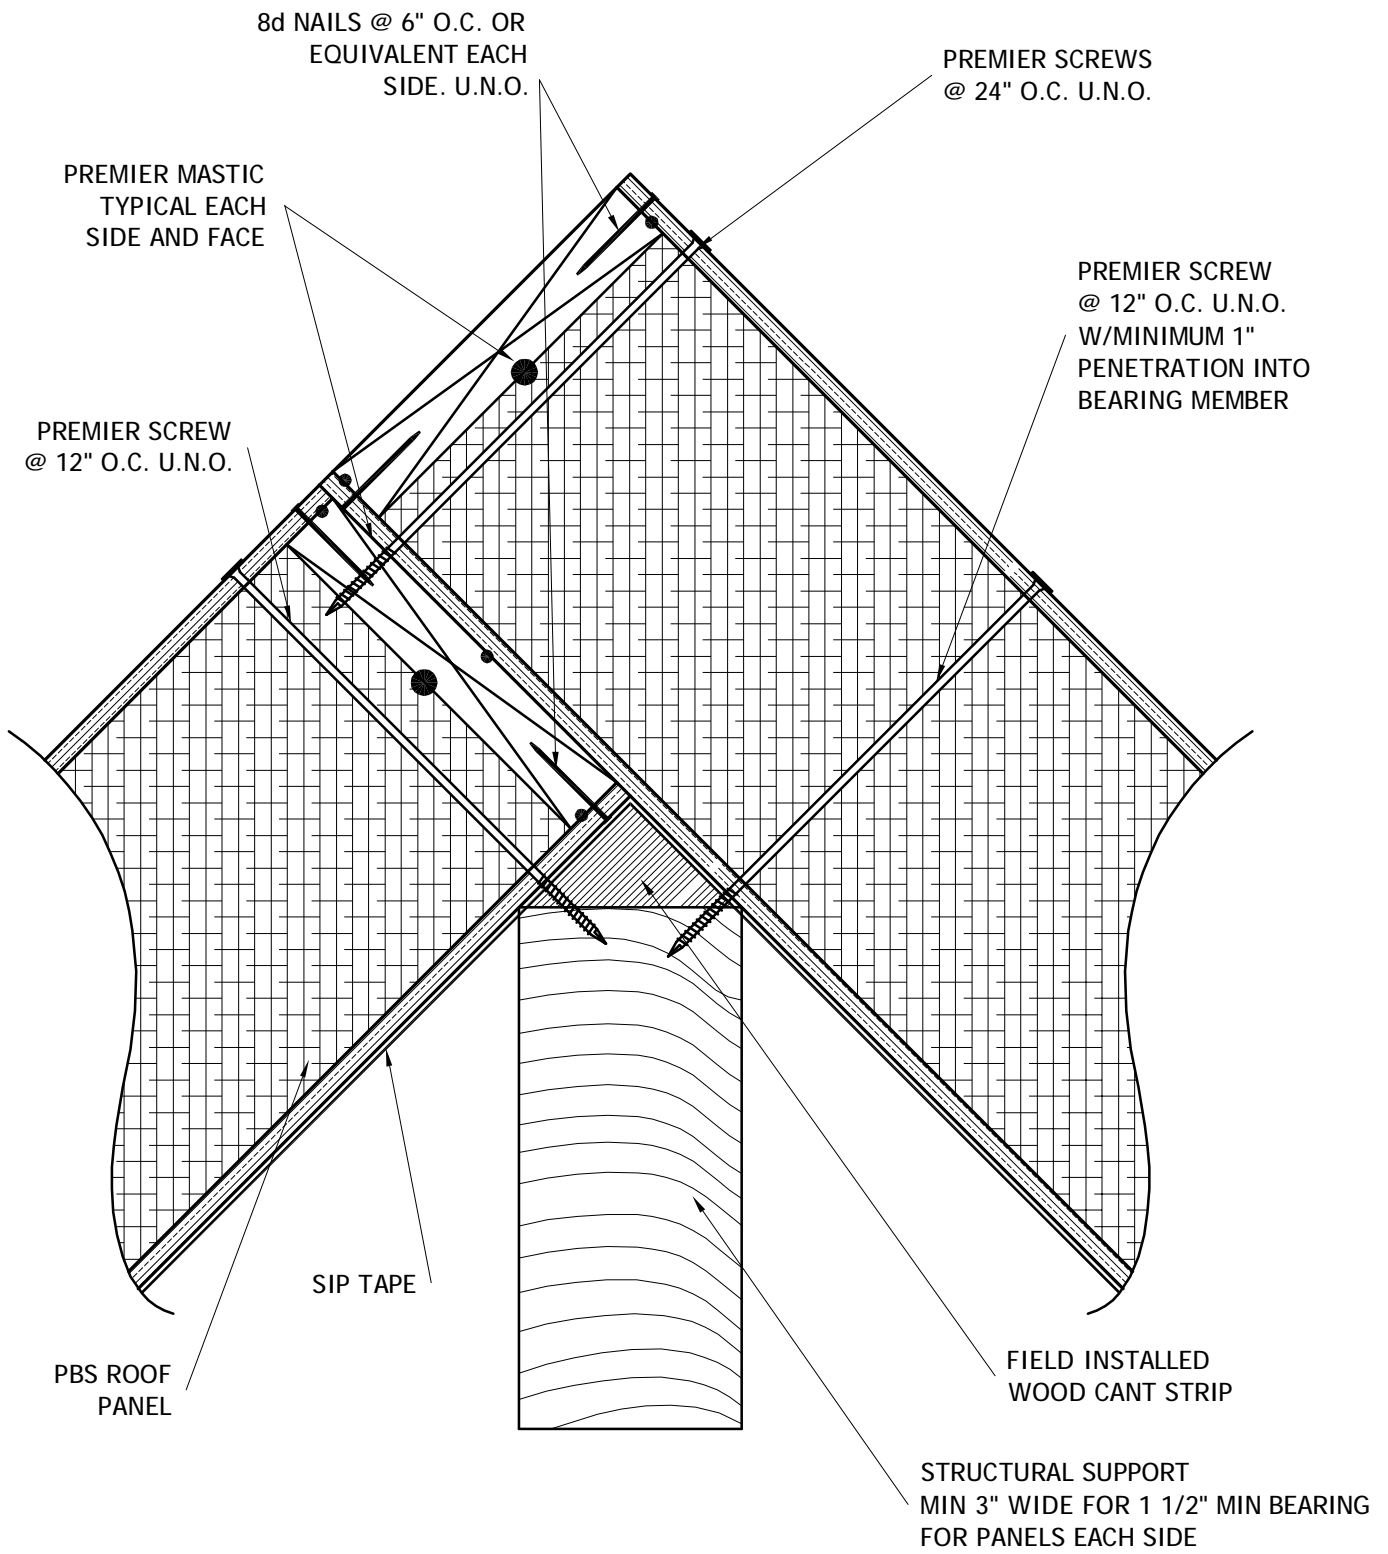 8d NAILS @ 6" O.C. OR
EQUIVALENT EACH
SIDE. U.N.O.
PREMIER SCREWS
@ 24" O.C. U.N.O.
PREMIER MASTIC
TYPICAL EACH
SIDE AND FACE
PREMIER SCREW
@ 12" O.C. U.N.O.
W/MINIMUM 1"
PENETRATION INTO
BEARING MEMBER
PREMIER SCREW
@ 12" O.C. U.N.O.
SIP TAPE
PBS ROOF
PANEL
FIELD INSTALLED
WOOD CANT STRIP
STRUCTURAL SUPPORT
MIN 3" WIDE FOR 1 1/2" MIN BEARING
FOR PANELS EACH SIDE